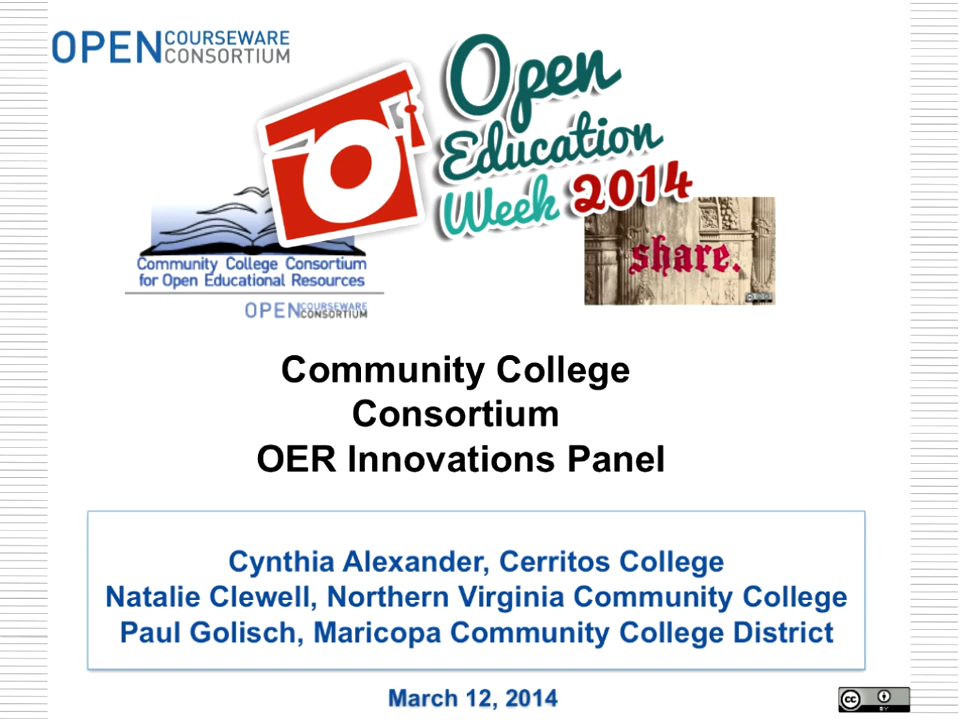 OPEN COURSEWARE
CONSORTIUM
Open
Education
Week 2014
Community College Consortium
for Open Educational Resources
OPEN COURSEWARE
CONSORTIUM
share.
Community College
Consortium
OER Innovations Panel
Cynthia Alexander, Cerritos College
Natalie Clewell, Northern Virginia Community College
Paul Golisch, Maricopa Community College District
March 12, 2014
cc
BY